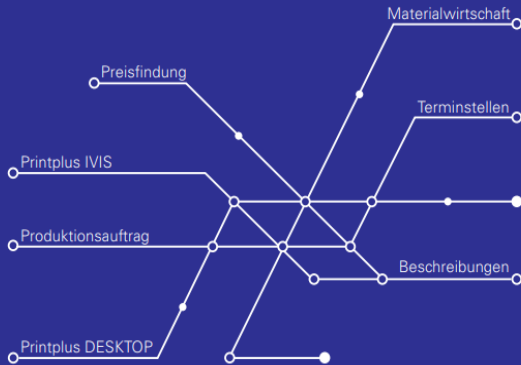 Materialwirtschaft
Preisfindung
Terminstellen
Printplus IVIS
Produktionsauftrag
Beschreibungen
Printplus DESKTOP